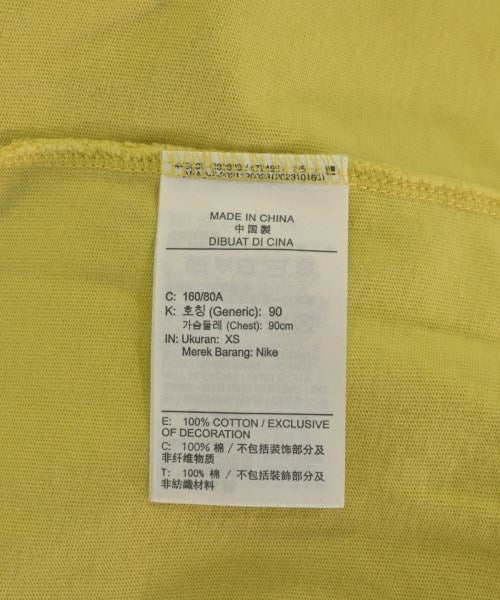 MADE IN CHINA
中国製
DIBUAT DI CINA
C: 160/80A
K: 호칭 (Generic): 90
가슴둘레 (Chest): 90cm
IN: Ukuran: XS
Merek Barang: Nike
E: 100% COTTON / EXCLUSIVE
OF DECORATION
C: 100% 棉 / 不包括装饰部分及
非纤维物质
T: 100% 棉 / 不包括裝飾部分及
非紡織材料